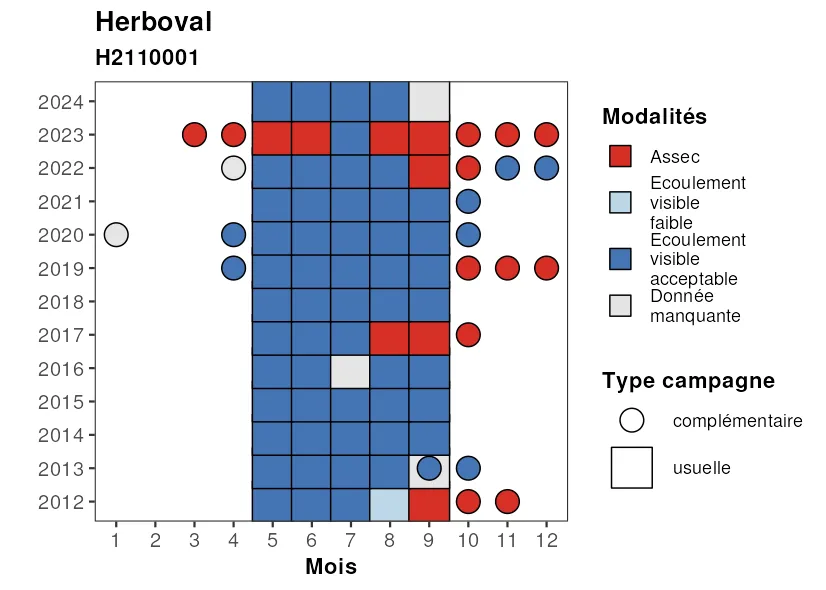 Herboval
H2110001
2024
2023
2022
2021
2020
2019
2018
2017
2016
2015
2014
2013
2012
1 2 3 4 5 6 7 8 9 10 11 12
Mois
Modalités
Assec
Ecoulement
visible
faible
Ecoulement
visible
acceptable
Donnée
manquante
Type campagne
complémentaire
usuelle